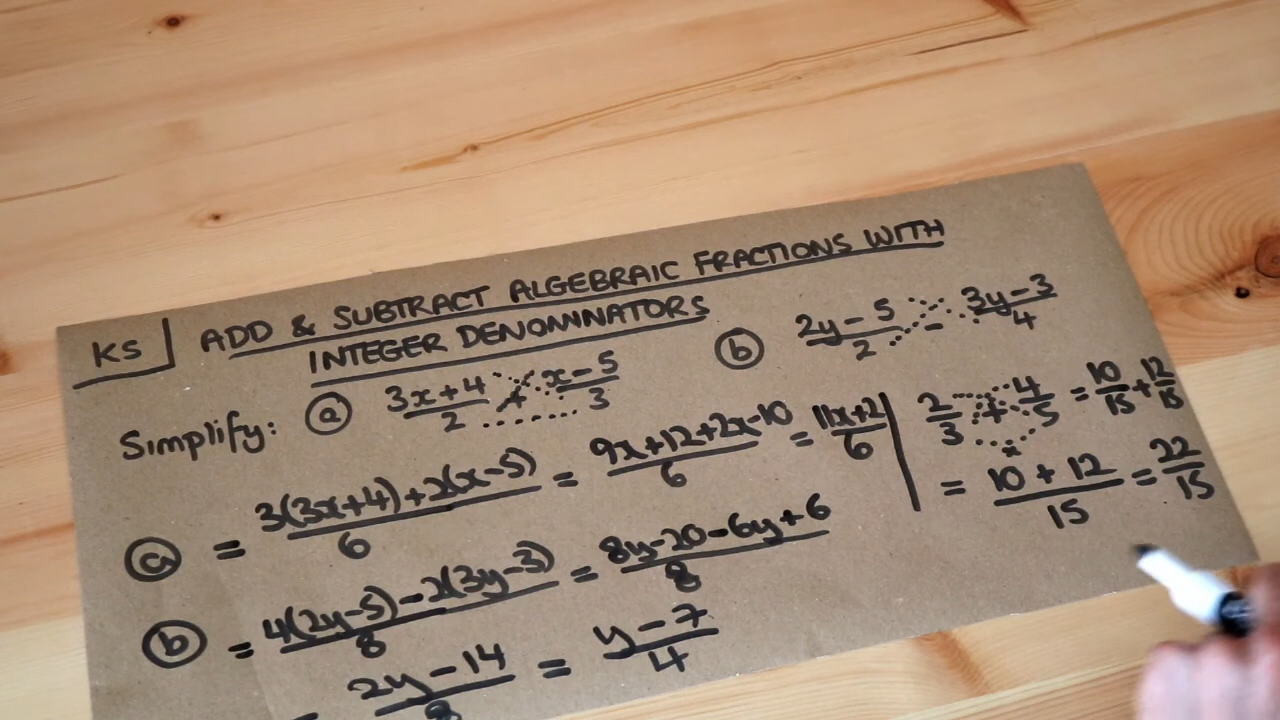 K5 ADD & SUBTRACT ALGEBRAIC FRACTIONS WITH
INTEGER DENOMINATORS
Simplify: (a) (3x+4)/2 + (x-5)/3 (b) (2y-5)/2 - (3y-3)/4
(a) = (3(3x+4)+2(x-5))/6 = (9x+12+2x-10)/6 = (11x+2)/6
(b) = (4(2y-5)-2(3y-3))/8 = (8y-20-6y+6)/8
= (2y-14)/8 = (y-7)/4
2/3 + 4/5 = 10/15 + 12/15
= (10+12)/15 = 22/15